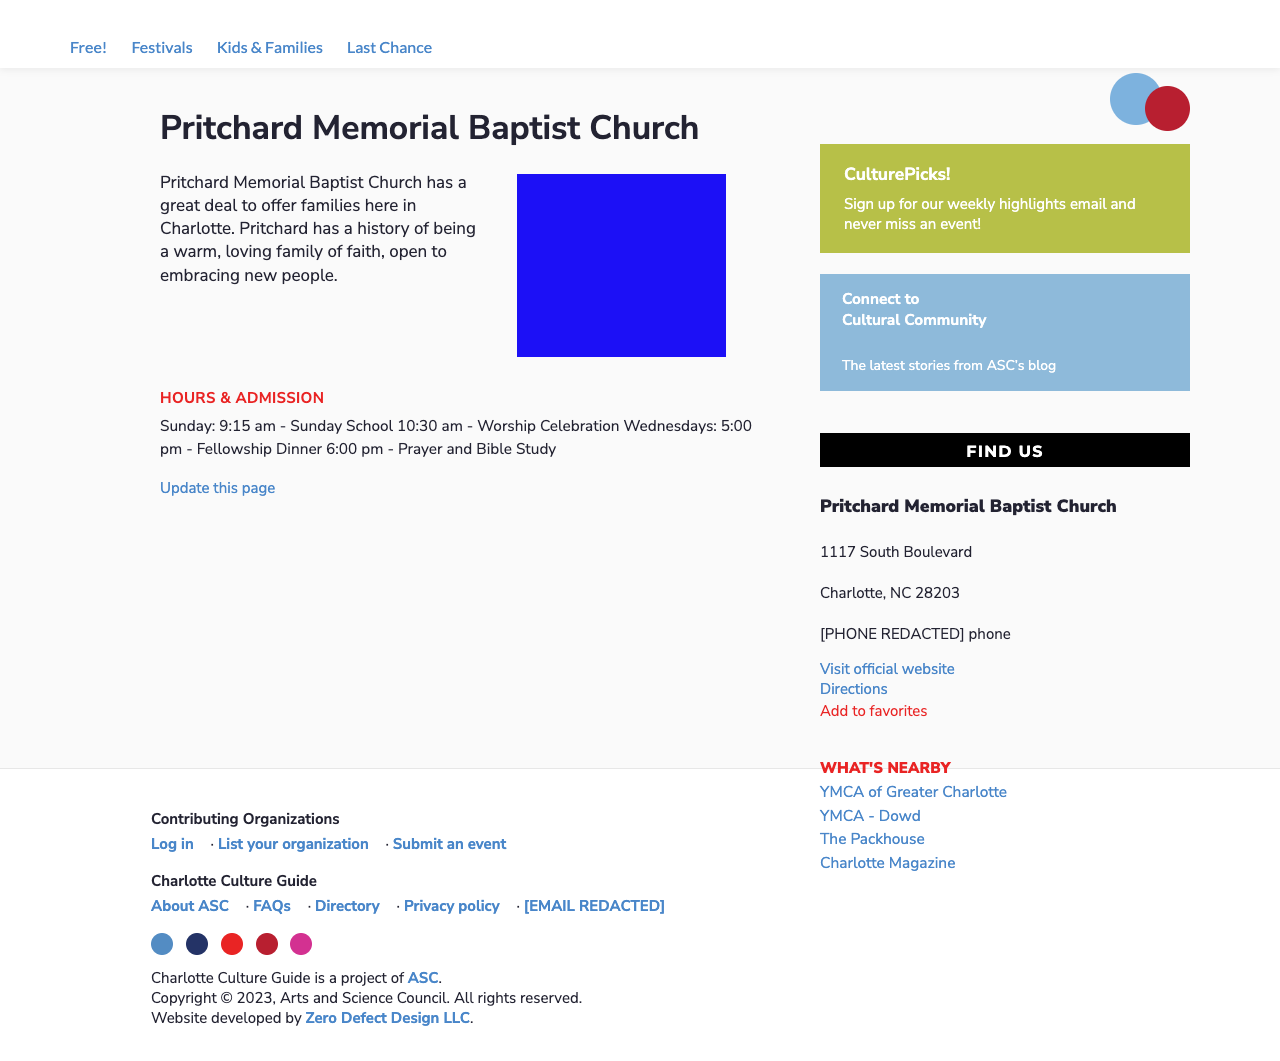 Free! Festivals Kids & Families Last Chance
Pritchard Memorial Baptist Church
Pritchard Memorial Baptist Church has a
great deal to offer families here in
Charlotte. Pritchard has a history of being
a warm, loving family of faith, open to
embracing new people.
HOURS & ADMISSION
Sunday: 9:15 am - Sunday School 10:30 am - Worship Celebration Wednesdays: 5:00
pm - Fellowship Dinner 6:00 pm - Prayer and Bible Study
Update this page
CulturePicks!
Sign up for our weekly highlights email and
never miss an event!
Connect to
Cultural Community
The latest stories from ASC's blog
FIND US
Pritchard Memorial Baptist Church
1117 South Boulevard
Charlotte, NC 28203
[PHONE REDACTED] phone
Visit official website
Directions
Add to favorites
WHAT'S NEARBY
YMCA of Greater Charlotte
YMCA - Dowd
The Packhouse
Charlotte Magazine
Contributing Organizations
Log in · List your organization · Submit an event
Charlotte Culture Guide
About ASC · FAQs · Directory · Privacy policy · [EMAIL REDACTED]
Charlotte Culture Guide is a project of ASC.
Copyright © 2023, Arts and Science Council. All rights reserved.
Website developed by Zero Defect Design LLC.